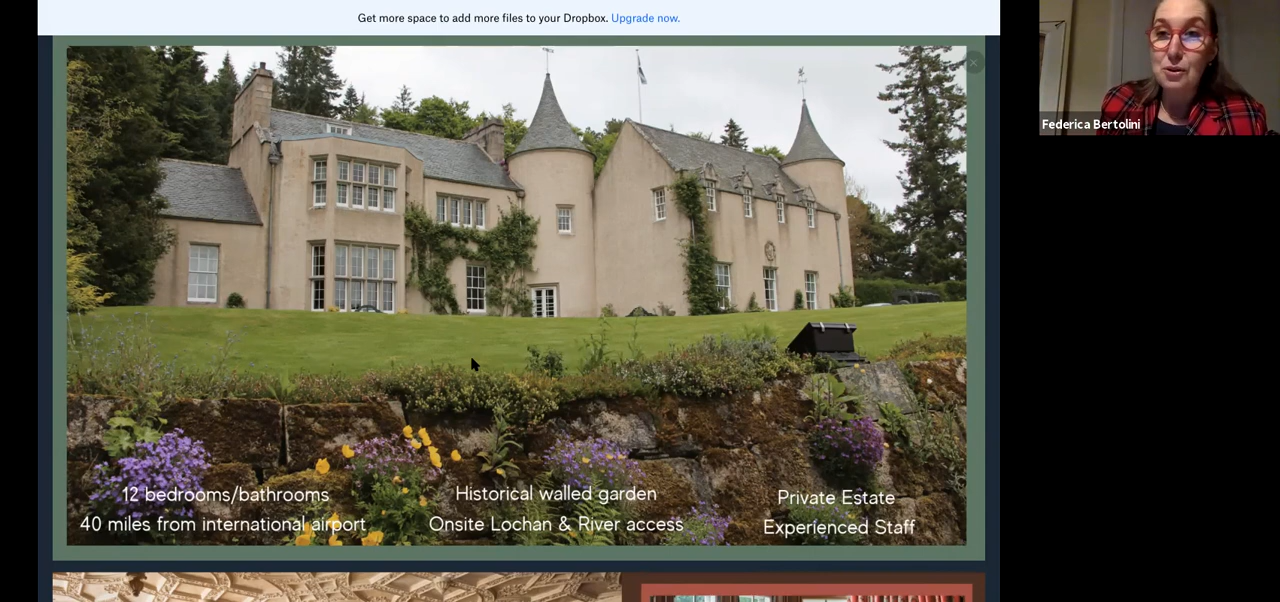 Get more space to add more files to your Dropbox. Upgrade now.
Federica Bertolini
12 bedrooms/bathrooms
40 miles from international airport
Historical walled garden
Onsite Lochan & River access
Private Estate
Experienced Staff